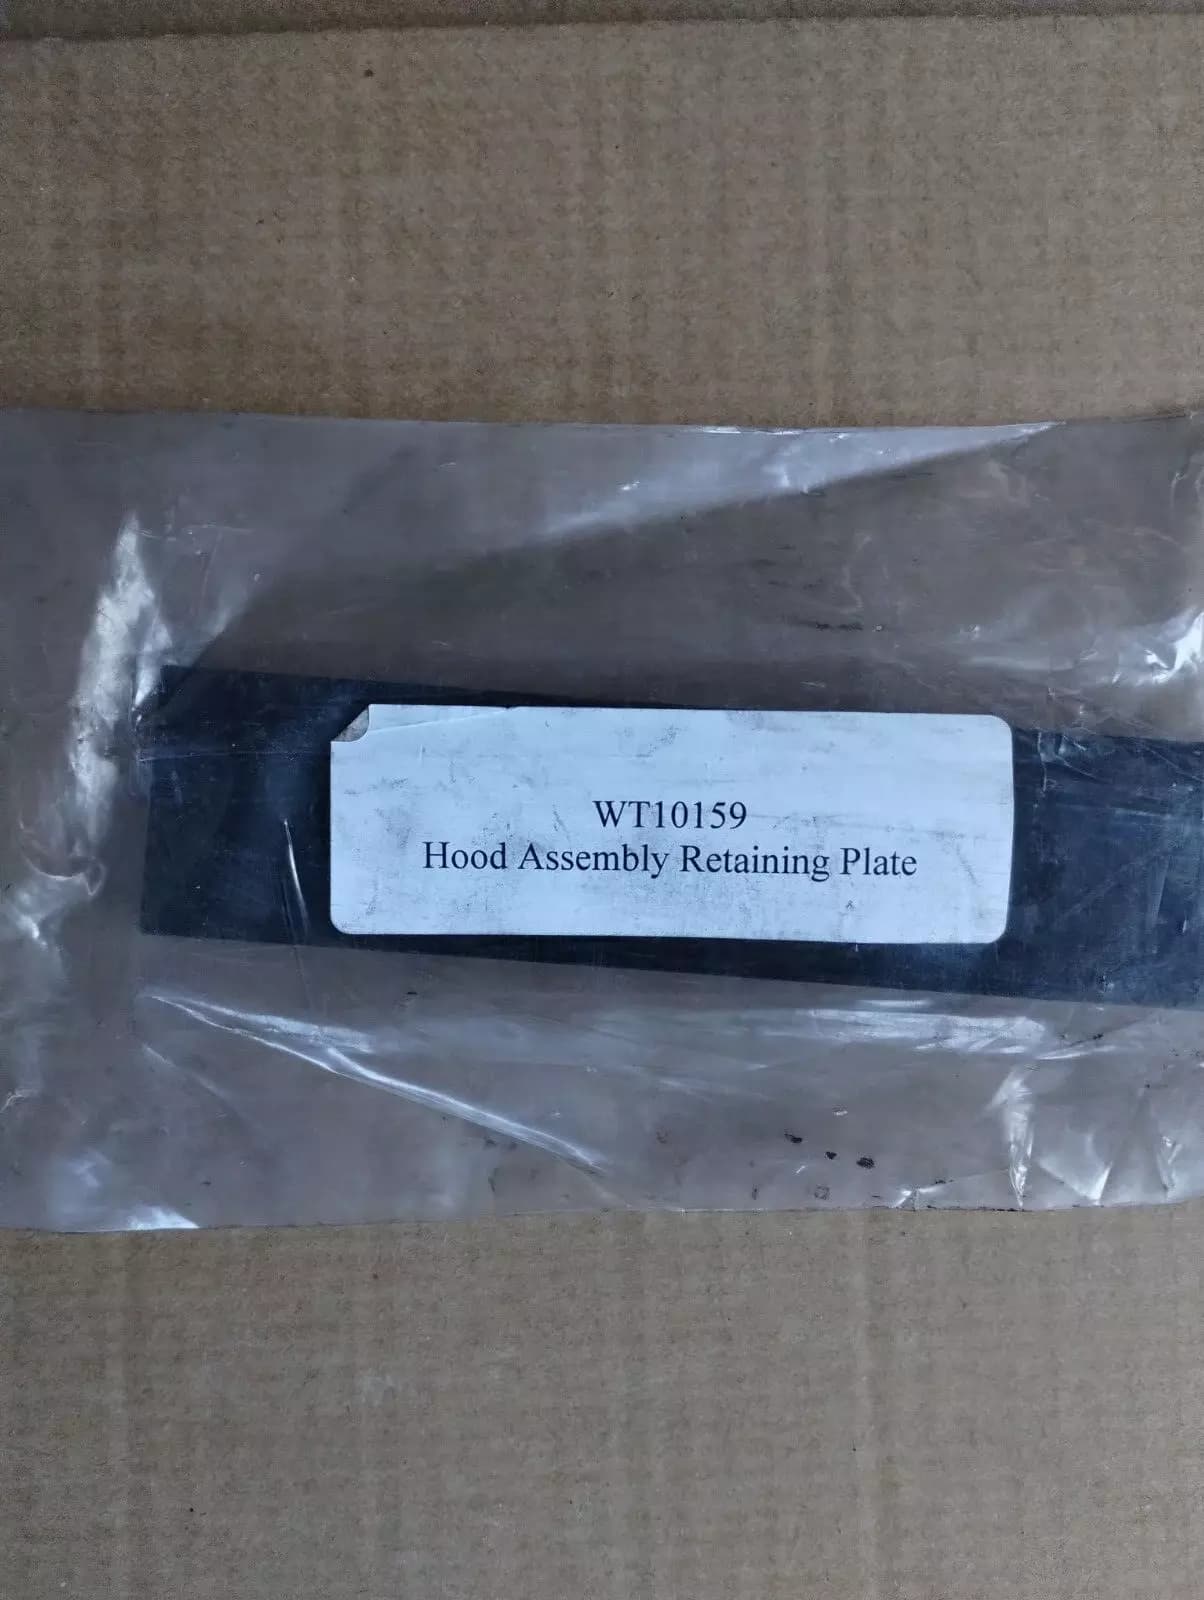 WT10159
Hood Assembly Retaining Plate